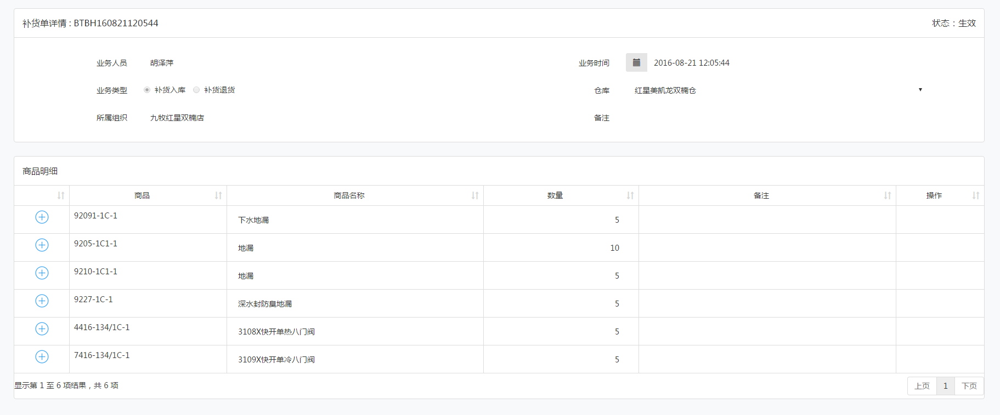 补货单详情 : BTBH160821120544 状态：生效
业务人员 胡泽萍 业务时间 2016-08-21 12:05:44
业务类型 补货入库 补货退货 仓库 红星美凯龙双楠仓
所属组织 九牧红星双楠店 备注
商品明细
商品 商品名称 数量 备注 操作
92091-1C-1 下水地漏 5
9205-1C1-1 地漏 10
9210-1C1-1 地漏 5
9227-1C-1 深水封防臭地漏 5
4416-134/1C-1 3108X快开单热八门阀 5
7416-134/1C-1 3109X快开单冷八门阀 5
显示第 1 至 6 项结果，共 6 项 上页 1 下页